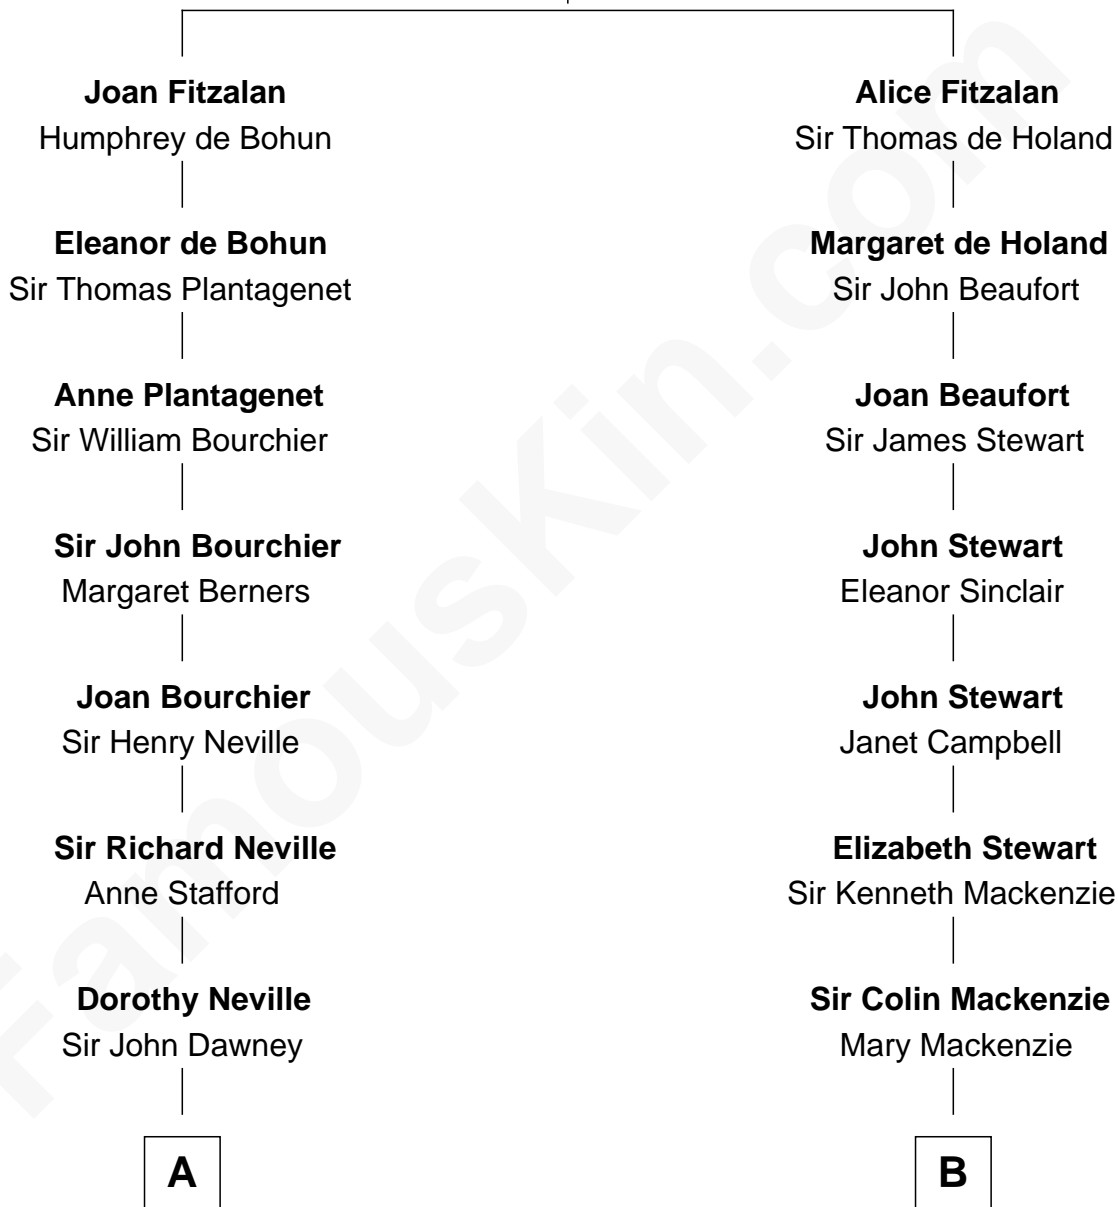 Joan Fitzalan
Humphrey de Bohun
Eleanor de Bohun
Sir Thomas Plantagenet
Anne Plantagenet
Sir William Bourchier
Sir John Bourchier
Margaret Berners
Joan Bourchier
Sir Henry Neville
Sir Richard Neville
Anne Stafford
Dorothy Neville
Sir John Dawney
A
Alice Fitzalan
Sir Thomas de Holand
Margaret de Holand
Sir John Beaufort
Joan Beaufort
Sir James Stewart
John Stewart
Eleanor Sinclair
John Stewart
Janet Campbell
Elizabeth Stewart
Sir Kenneth Mackenzie
Sir Colin Mackenzie
Mary Mackenzie
B
FamousKin.com